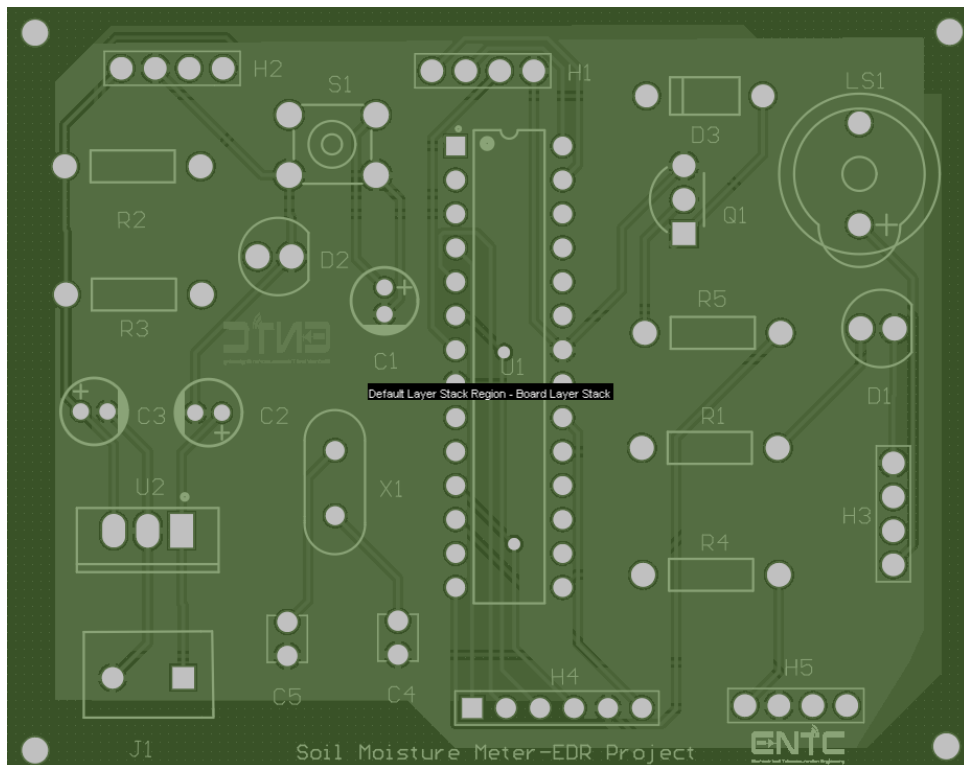 H2
H1
S1
LS1
D3
R2
Q1
D2
R3
R5
C1
U1
Default Layer Stack Region - Board Layer Stack
D1
C3
C2
R1
U2
X1
H3
R4
H4
H5
C5
C4
J1
Soil Moisture Meter-EDR Project
ENTC